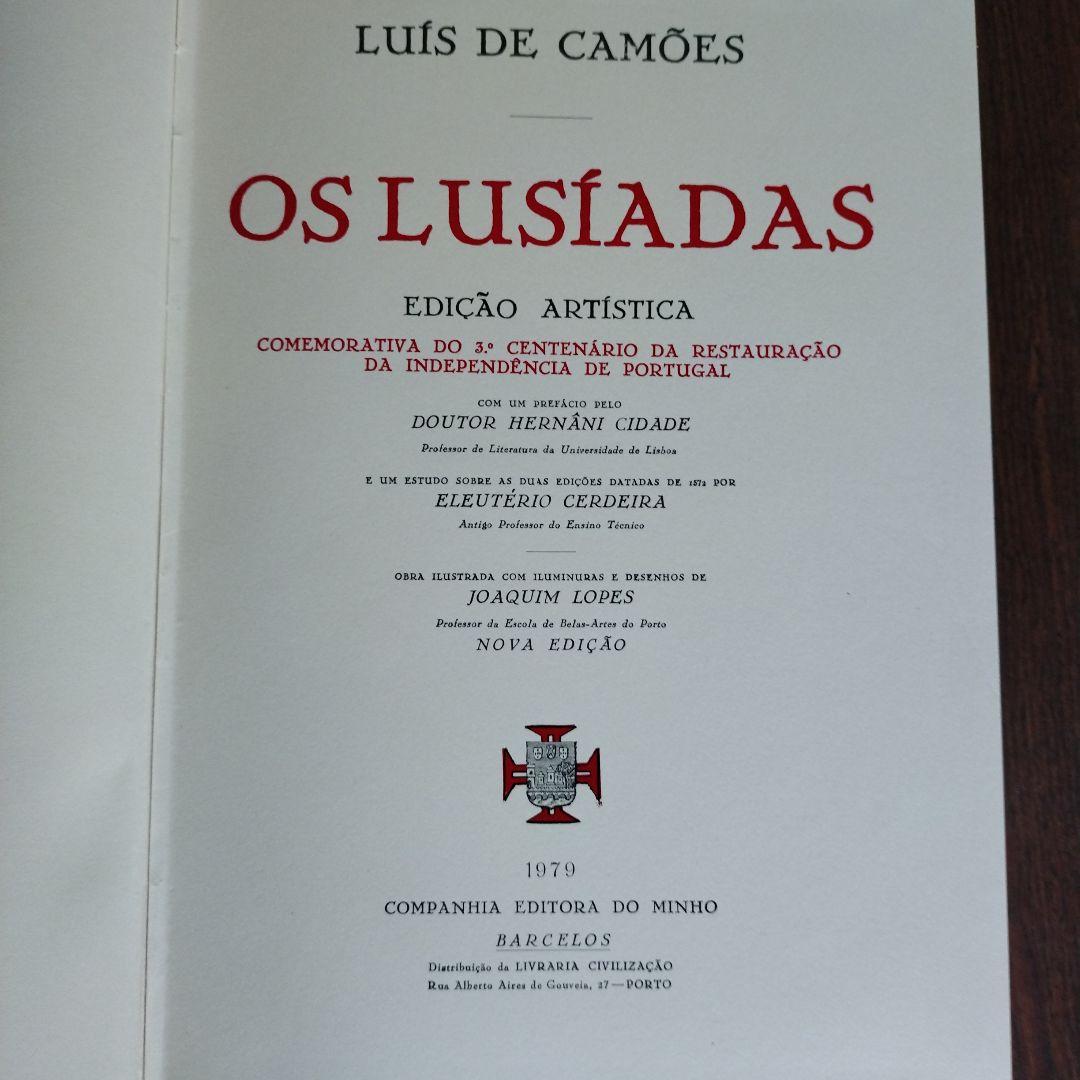 LUÍS DE CAMÕES
OS LUSÍADAS
EDIÇÃO ARTÍSTICA
COMEMORATIVA DO 3.º CENTENÁRIO DA RESTAURAÇÃO
DA INDEPENDÊNCIA DE PORTUGAL
COM UM PREFÁCIO PELO
DOUTOR HERNÂNI CIDADE
Professor de Literatura da Universidade de Lisboa
E UM ESTUDO SOBRE AS DUAS EDIÇÕES DATADAS DE 1572 POR
ELEUTÉRIO CERDEIRA
Antigo Professor do Ensino Técnico
OBRA ILUSTRADA COM ILUMINURAS E DESENHOS DE
JOAQUIM LOPES
Professor da Escola de Belas-Artes do Porto
NOVA EDIÇÃO
1979
COMPANHIA EDITORA DO MINHO
BARCELOS
Distribuição da LIVRARIA CIVILIZAÇÃO
Rua Alberto Aires de Gouveia, 27 — PORTO